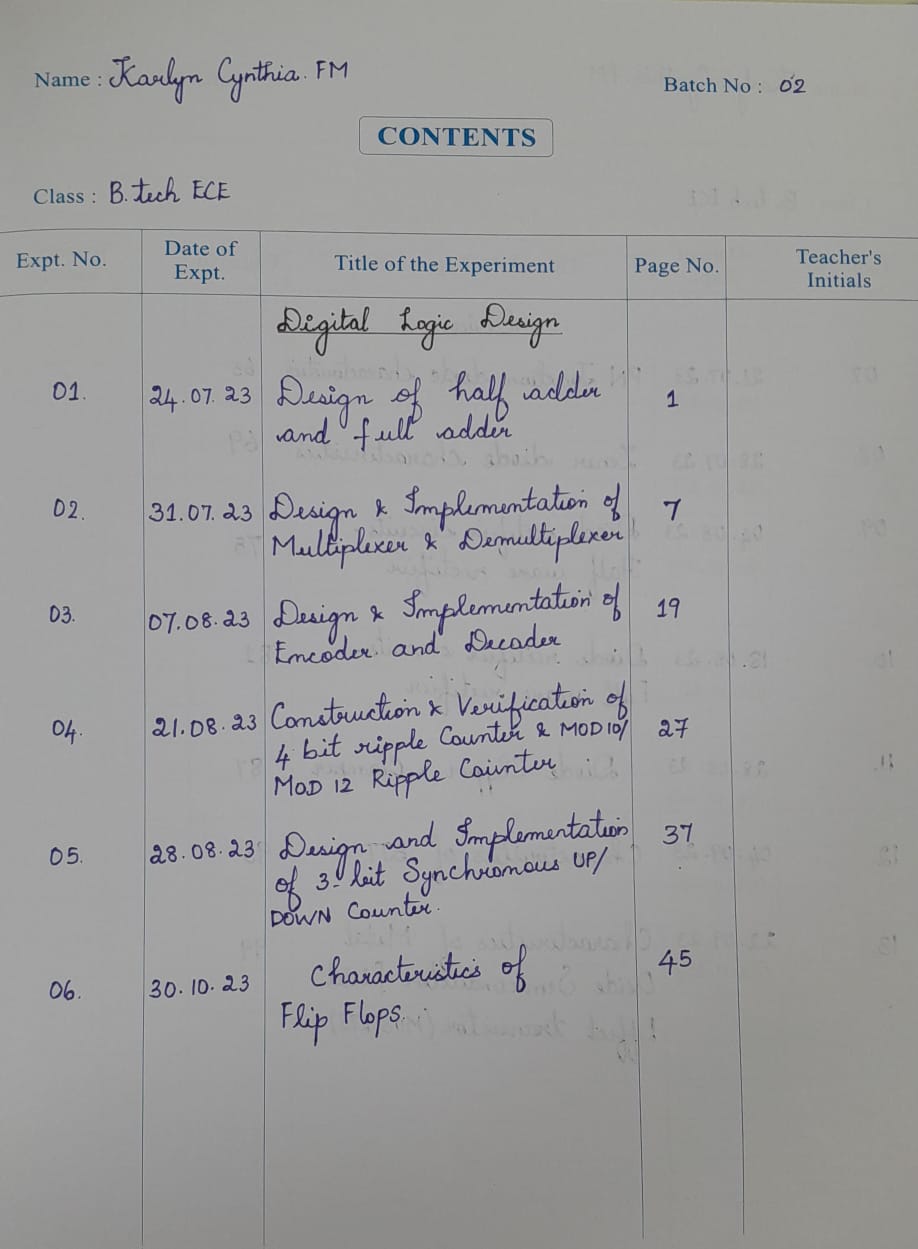 Name : Karlyn Cynthia. FM
Batch No : 02
CONTENTS
Class : B.tech ECE
Expt. No.
Date of
Expt.
Title of the Experiment
Page No.
Teacher's
Initials
Digital Logic Design
01. 24.07.23 Design of half adder 1
and full adder
02. 31.07.23 Design & Implementation of 7
Multiplexer & Demultiplexer
03. 07.08.23 Design & Implementation of 19
Encoder and Decoder
04. 21.08.23 Construction & Verification of 27
4 bit ripple Counter & MOD 10/
MOD 12 Ripple Counter
05. 28.08.23 Design and Implementation 37
of 3-bit Synchronous UP/
DOWN Counter.
06. 30.10.23 Characteristics of 45
Flip Flops.